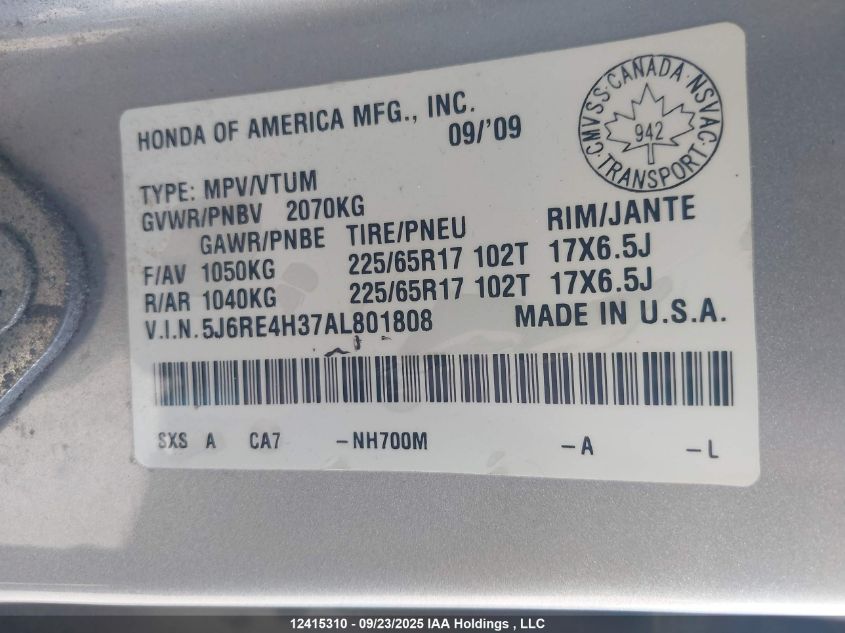 HONDA OF AMERICA MFG., INC.
09/'09
CMVSS · CANADA · NSVAC · TRANSPORT ·
942
TYPE: MPV/VTUM
GVWR/PNBV 2070KG
GAWR/PNBE TIRE/PNEU RIM/JANTE
F/AV 1050KG 225/65R17 102T 17X6.5J
R/AR 1040KG 225/65R17 102T 17X6.5J
V.I.N. 5J6RE4H37AL801808 MADE IN U.S.A.
SXS A CA7 -NH700M -A -L
12415310 - 09/23/2025 IAA Holdings , LLC